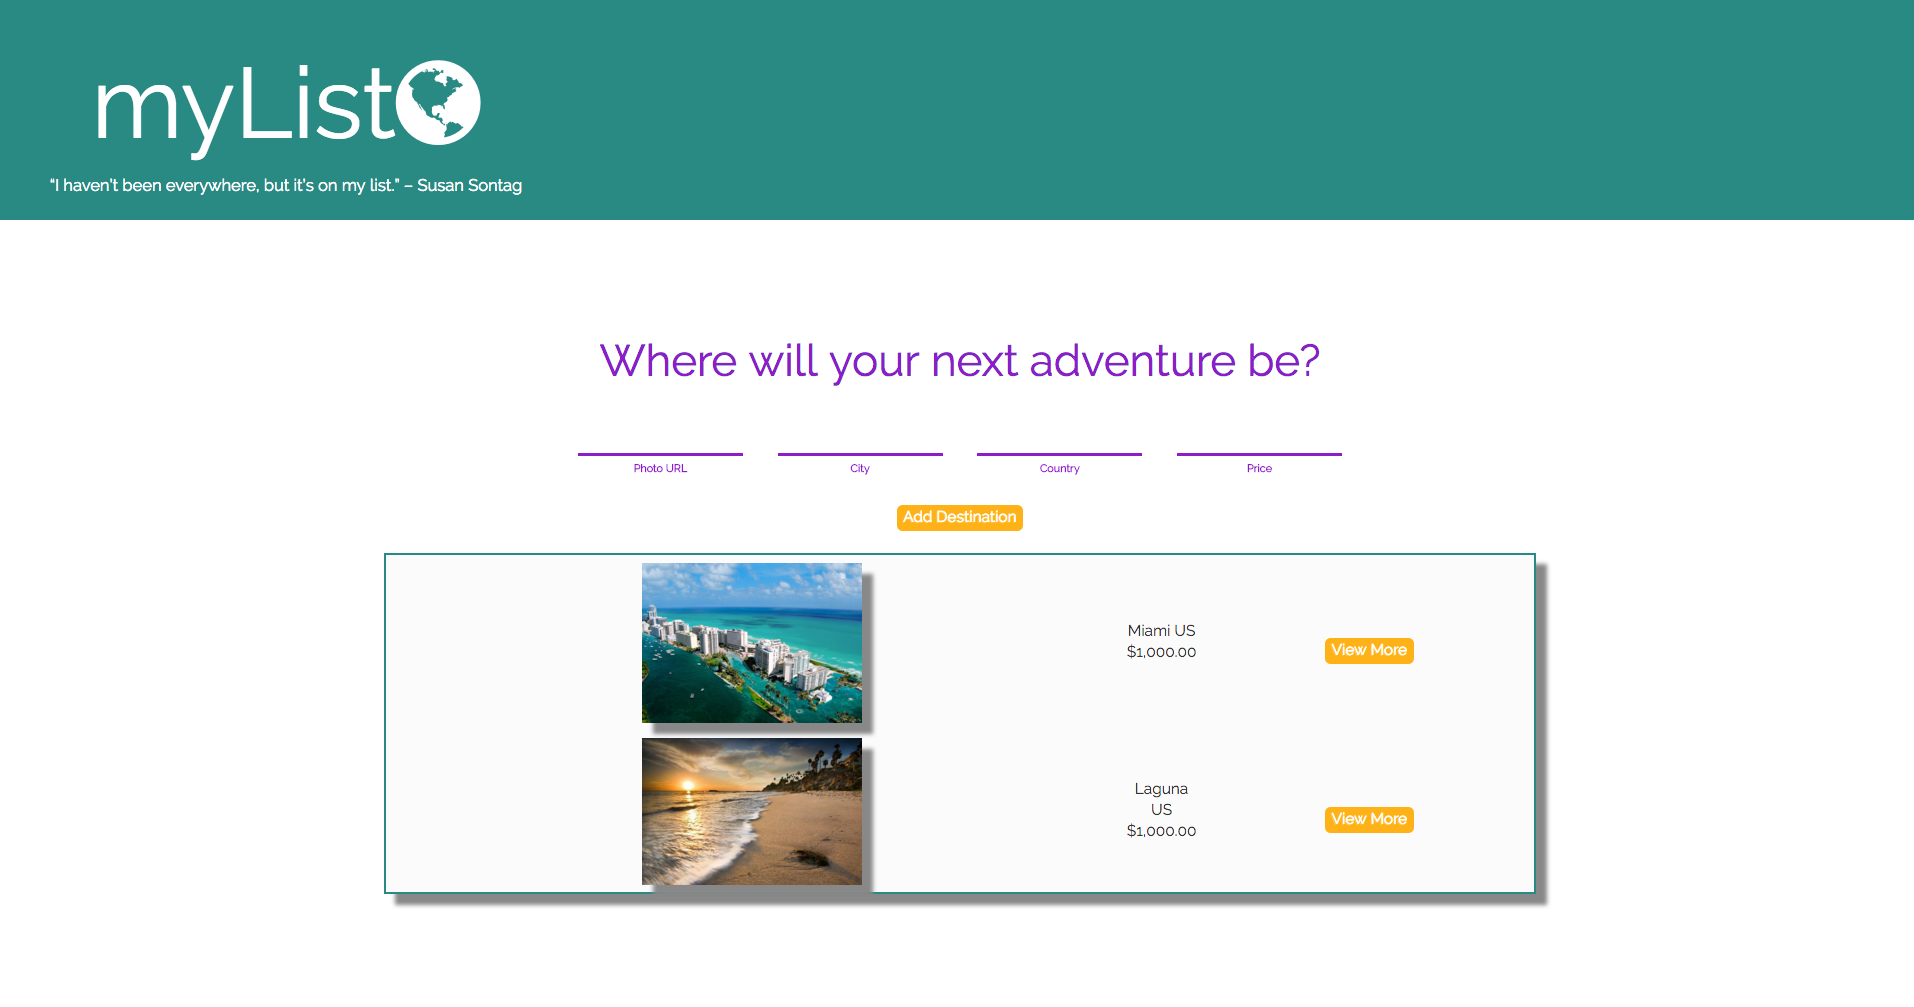 myList
“I haven't been everywhere, but it's on my list.” – Susan Sontag
Where will your next adventure be?
Photo URL City Country Price
Add Destination
Miami US
$1,000.00
View More
Laguna
US
$1,000.00
View More